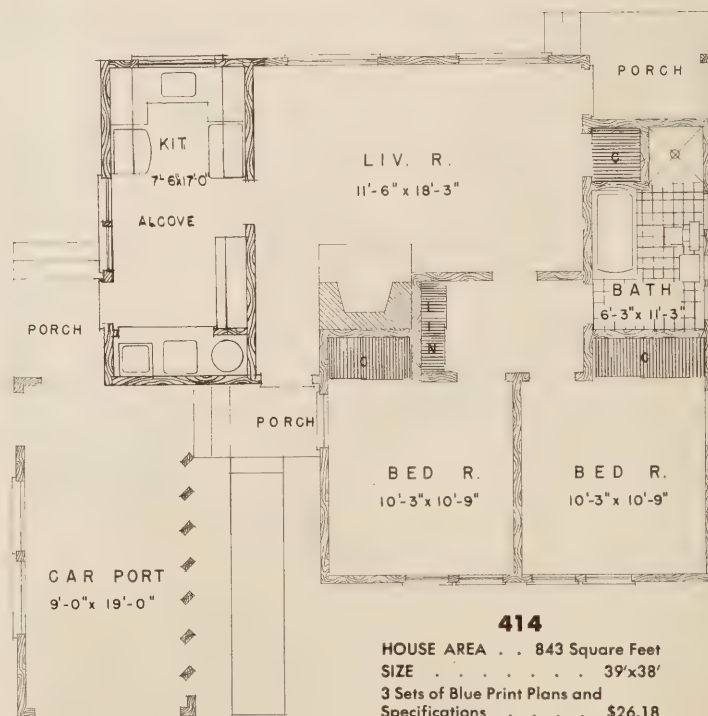 PORCH
KIT.
7'-6"x17'-0"
ALCOVE
LIV. R.
11'-6" x 18'-3"
C
BATH
6'-3" x 11'-3"
PORCH
LIN
C
C
PORCH
BED R.
10'-3" x 10'-9"
BED R.
10'-3" x 10'-9"
CAR PORT
9'-0" x 19'-0"
414
HOUSE AREA . . 843 Square Feet
SIZE . . . . . . . 39'x38'
3 Sets of Blue Print Plans and
Specifications . . . . . $26.18